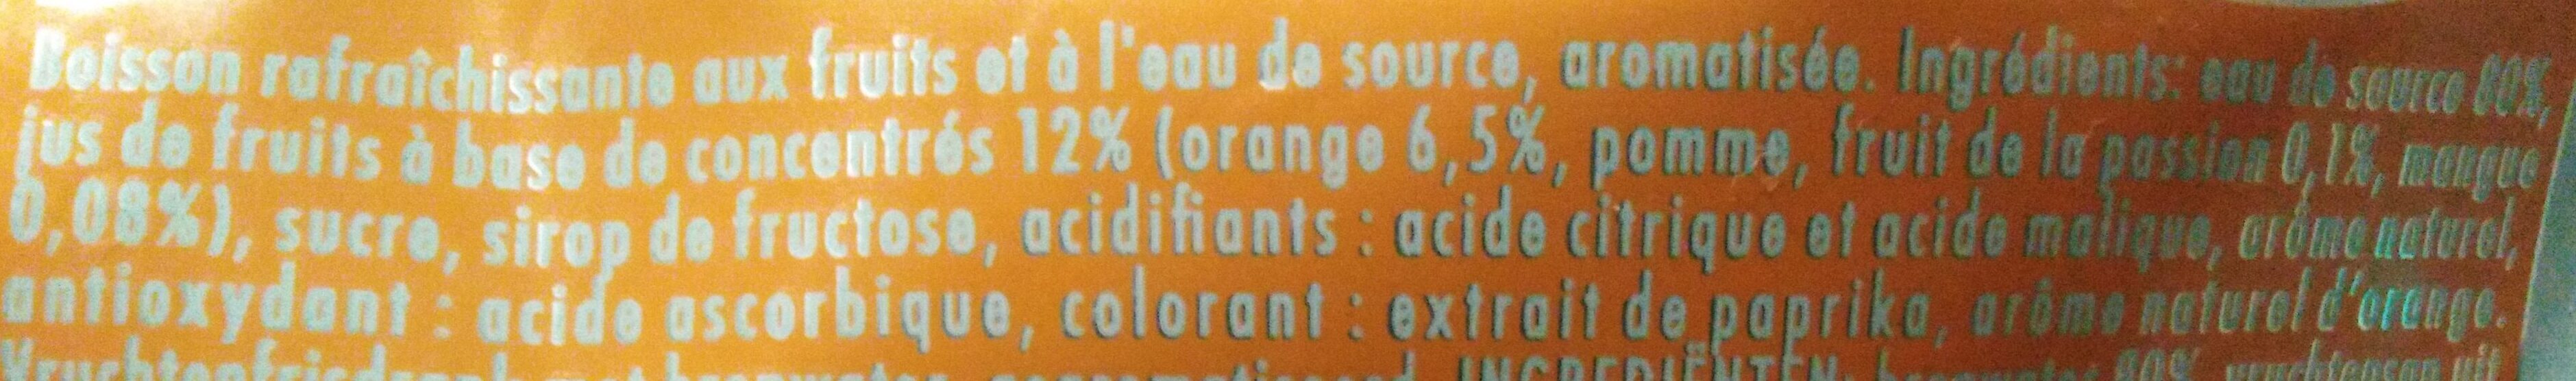 Boisson rafraîchissante aux fruits et à l'eau de source, aromatisée. Ingrédients: eau de source 80%,
jus de fruits à base de concentrés 12% (orange 6,5%, pomme, fruit de la passion 0,1%, mangue
0,08%), sucre, sirop de fructose, acidifiants : acide citrique et acide malique, arôme naturel,
antioxydant : acide ascorbique, colorant : extrait de paprika, arôme naturel d'orange.
INGREDIËNTEN: 80%